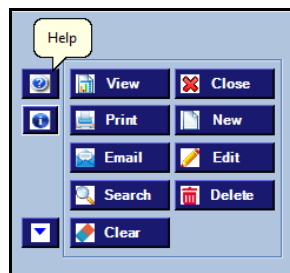 Help
View Close
Print New
Email Edit
Search Delete
Clear